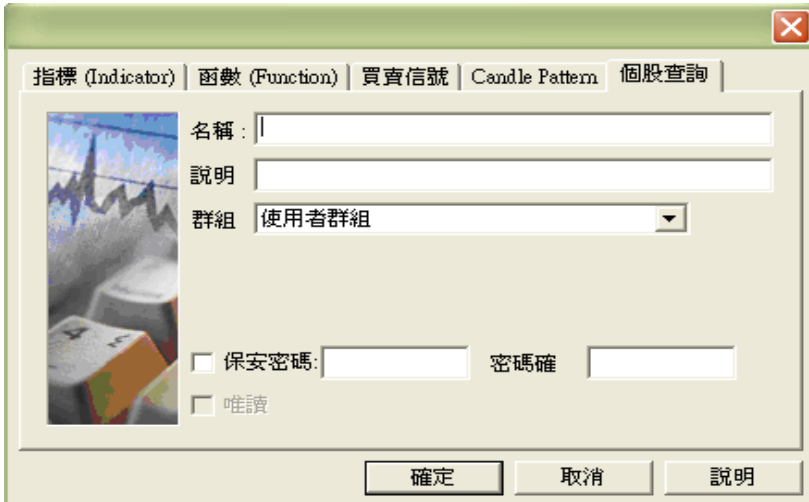 指標 (Indicator) 函數 (Function) 買賣信號 Candle Pattern 個股查詢
名稱 :
說明
群組 使用者群組
保安密碼: 密碼確
唯讀
確定 取消 說明